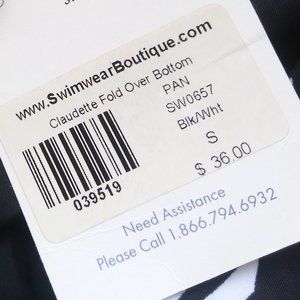 www.SwimwearBoutique.com
Claudette Fold Over Bottom
PAN
SW0657
Blk/Wht
S
$ 36.00
039519
Need Assistance
Please Call 1.866.794.6932